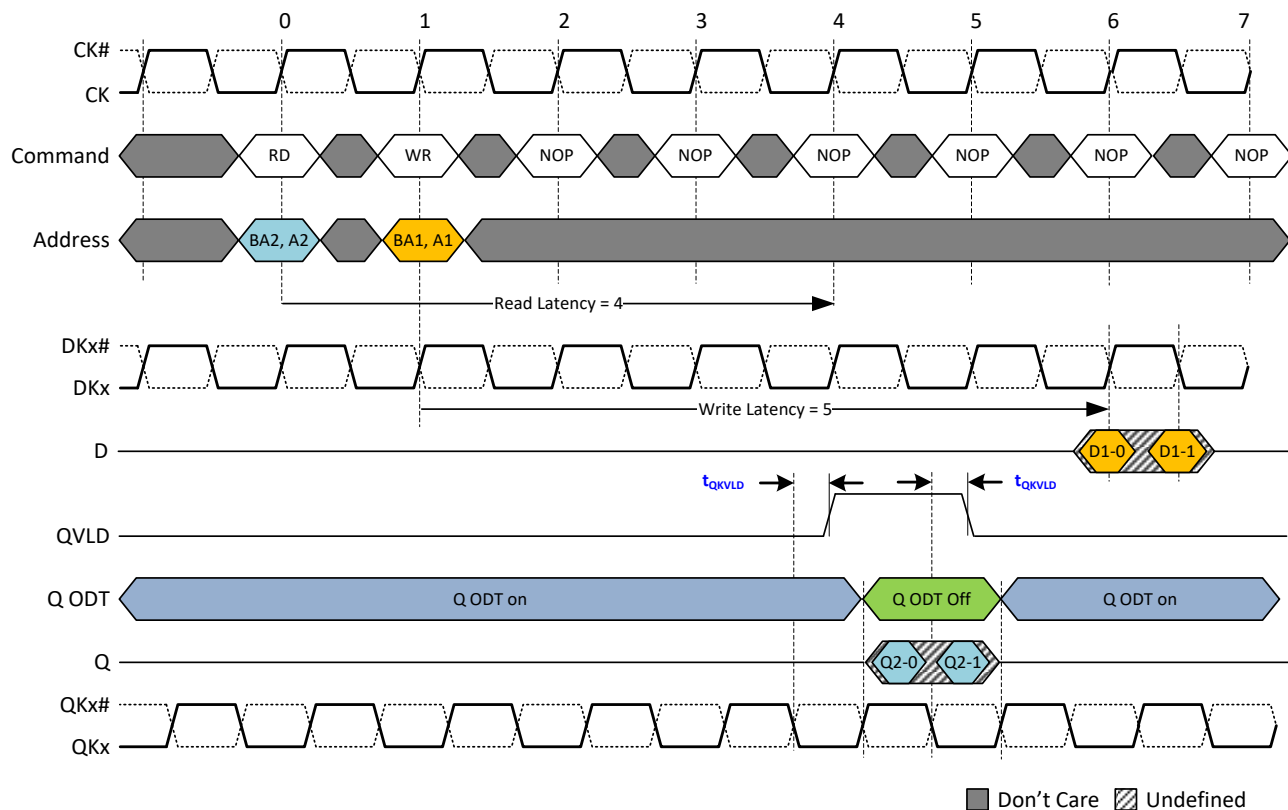 0 1 2 3 4 5 6 7
CK#
CK
Command RD WR NOP NOP NOP NOP NOP NOP
Address BA2, A2 BA1, A1
Read Latency = 4
DKx#
DKx
Write Latency = 5
D D1-0 D1-1
tQKVLD tQKVLD
QVLD
Q ODT Q ODT on Q ODT Off Q ODT on
Q Q2-0 Q2-1
QKx#
QKx
Don't Care Undefined